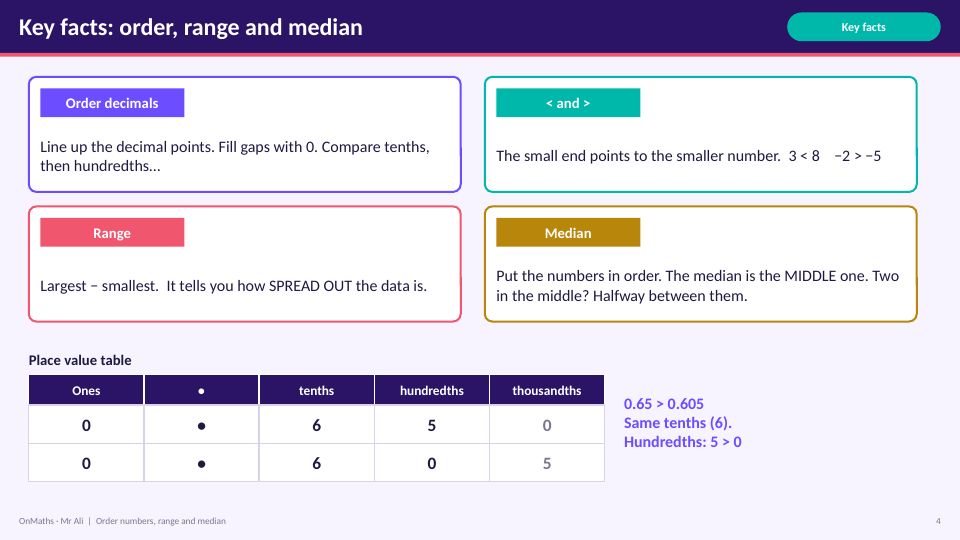 Key facts: order, range and median
Key facts
Order decimals
Line up the decimal points. Fill gaps with 0. Compare tenths,
then hundredths...
< and >
The small end points to the smaller number.  3 < 8    −2 > −5
Range
Largest − smallest.  It tells you how SPREAD OUT the data is.
Median
Put the numbers in order. The median is the MIDDLE one. Two
in the middle? Halfway between them.
Place value table
Ones • tenths hundredths thousandths
0 • 6 5 0
0 • 6 0 5
0.65 > 0.605
Same tenths (6).
Hundredths: 5 > 0
OnMaths - Mr Ali | Order numbers, range and median
4